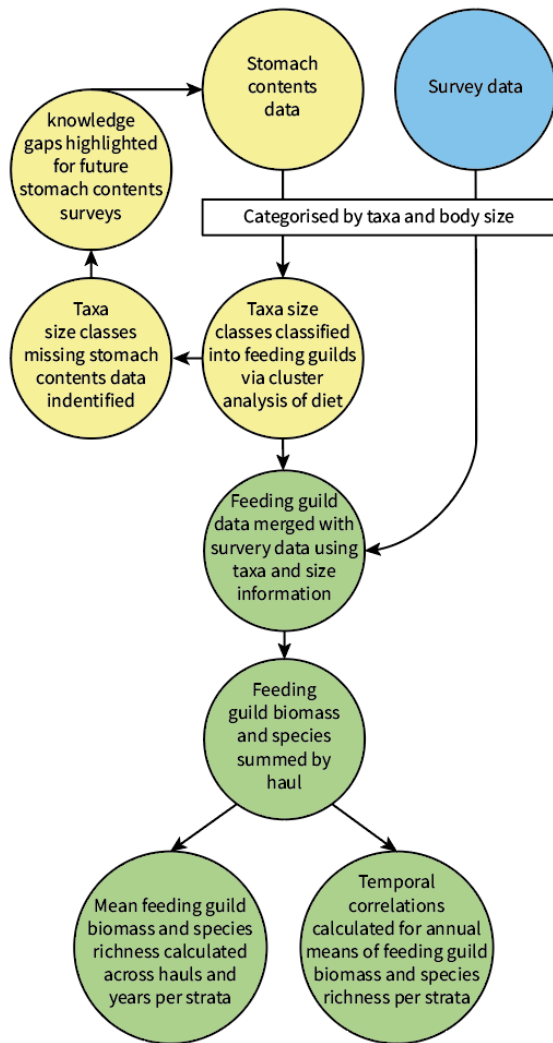 Stomach
contents
data
Survey data
knowledge
gaps highlighted
for future
stomach contents
surveys
Categorised by taxa and body size
Taxa
size classes
missing stomach
contents data
indentified
Taxa size
classes classified
into feeding guilds
via cluster
analysis of diet
Feeding guild
data merged with
survery data using
taxa and size
information
Feeding
guild biomass
and species
summed by
haul
Mean feeding guild
biomass and species
richness calculated
across hauls and
years per strata
Temporal
correlations
calculated for annual
means of feeding guild
biomass and species
richness per strata